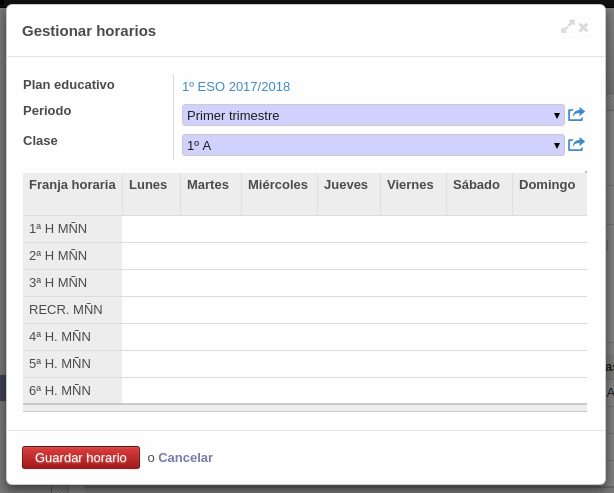 Gestionar horarios
Plan educativo 1º ESO 2017/2018
Periodo Primer trimestre
Clase 1º A
Franja horaria Lunes Martes Miércoles Jueves Viernes Sábado Domingo
1ª H MÑN
2ª H MÑN
3ª H MÑN
RECR. MÑN
4ª H. MÑN
5ª H. MÑN
6ª H. MÑN
Guardar horario o Cancelar